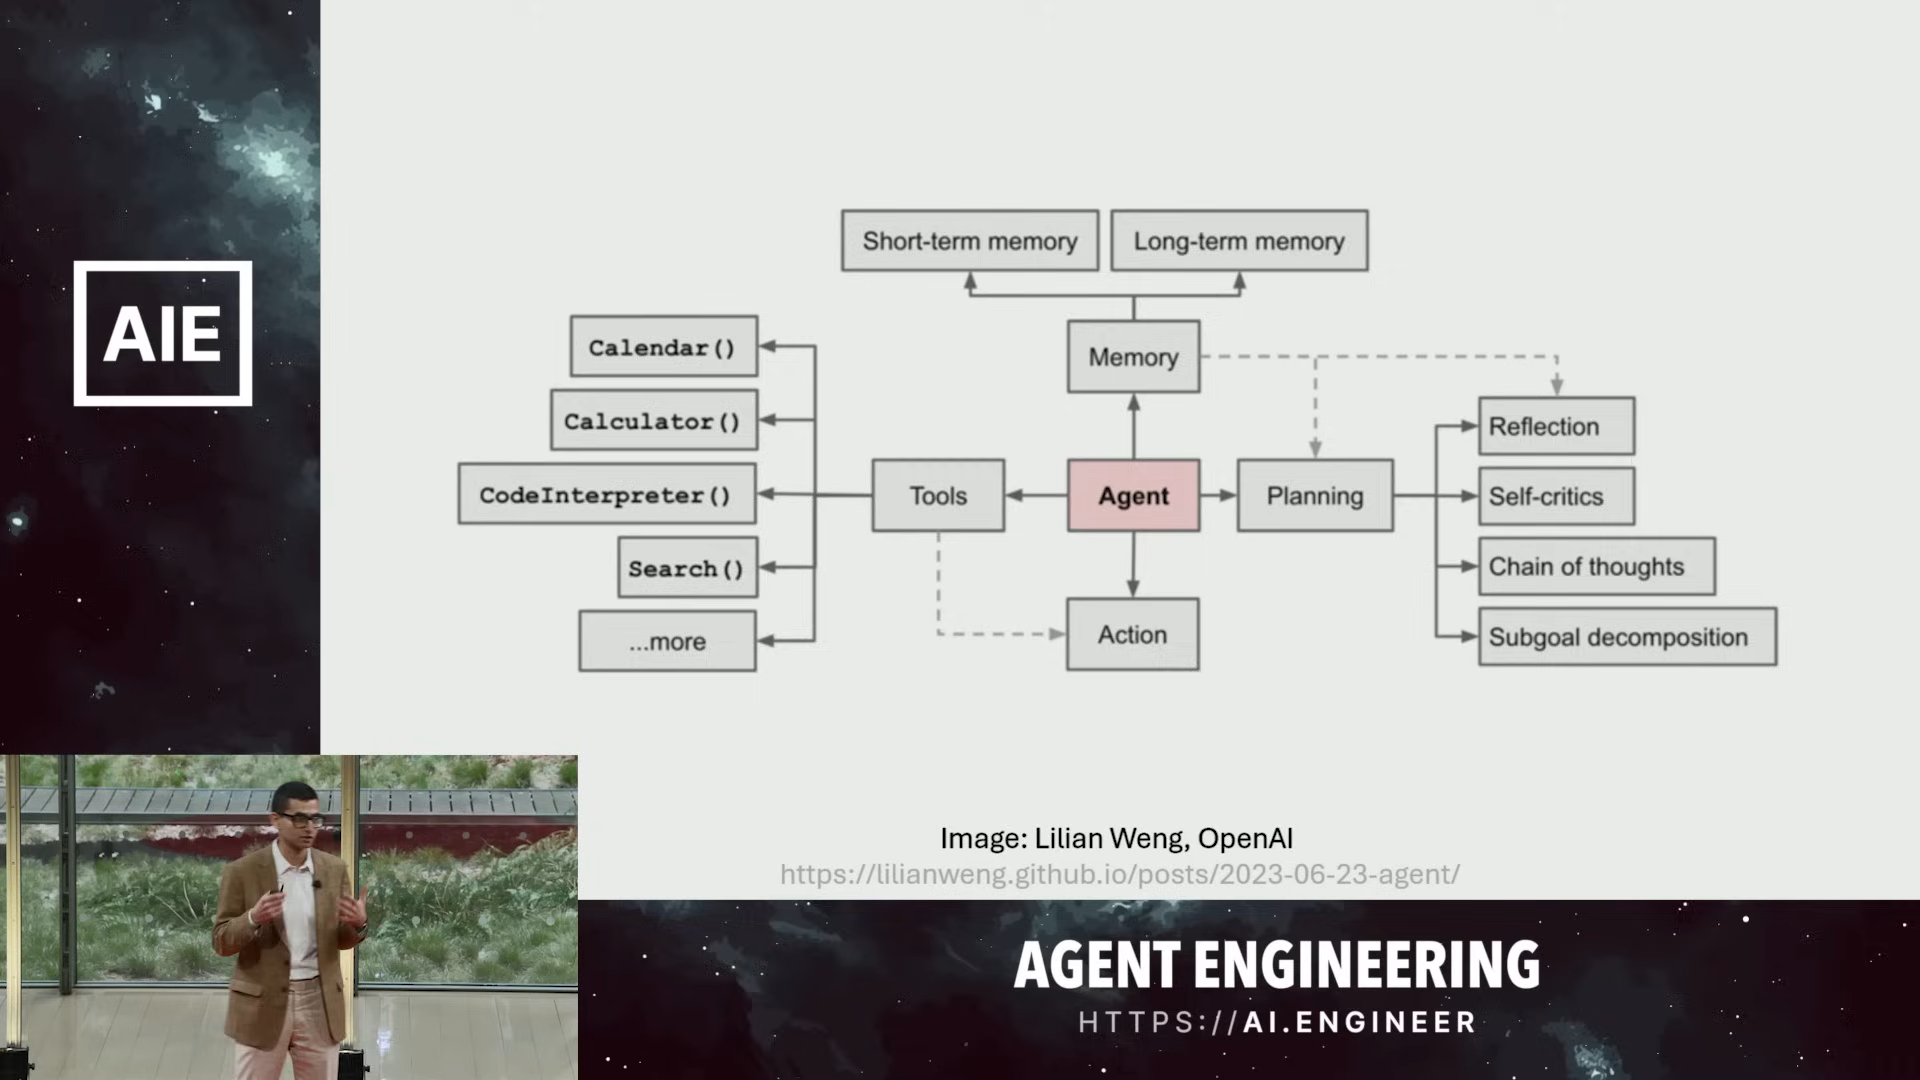 AIE
Short-term memory
Long-term memory
Calendar()
Memory
Calculator()
Reflection
CodeInterpreter()
Tools
Agent
Planning
Self-critics
Search()
Chain of thoughts
...more
Action
Subgoal decomposition
Image: Lilian Weng, OpenAI
https://lilianweng.github.io/posts/2023-06-23-agent/
AGENT ENGINEERING
HTTPS://AI.ENGINEER